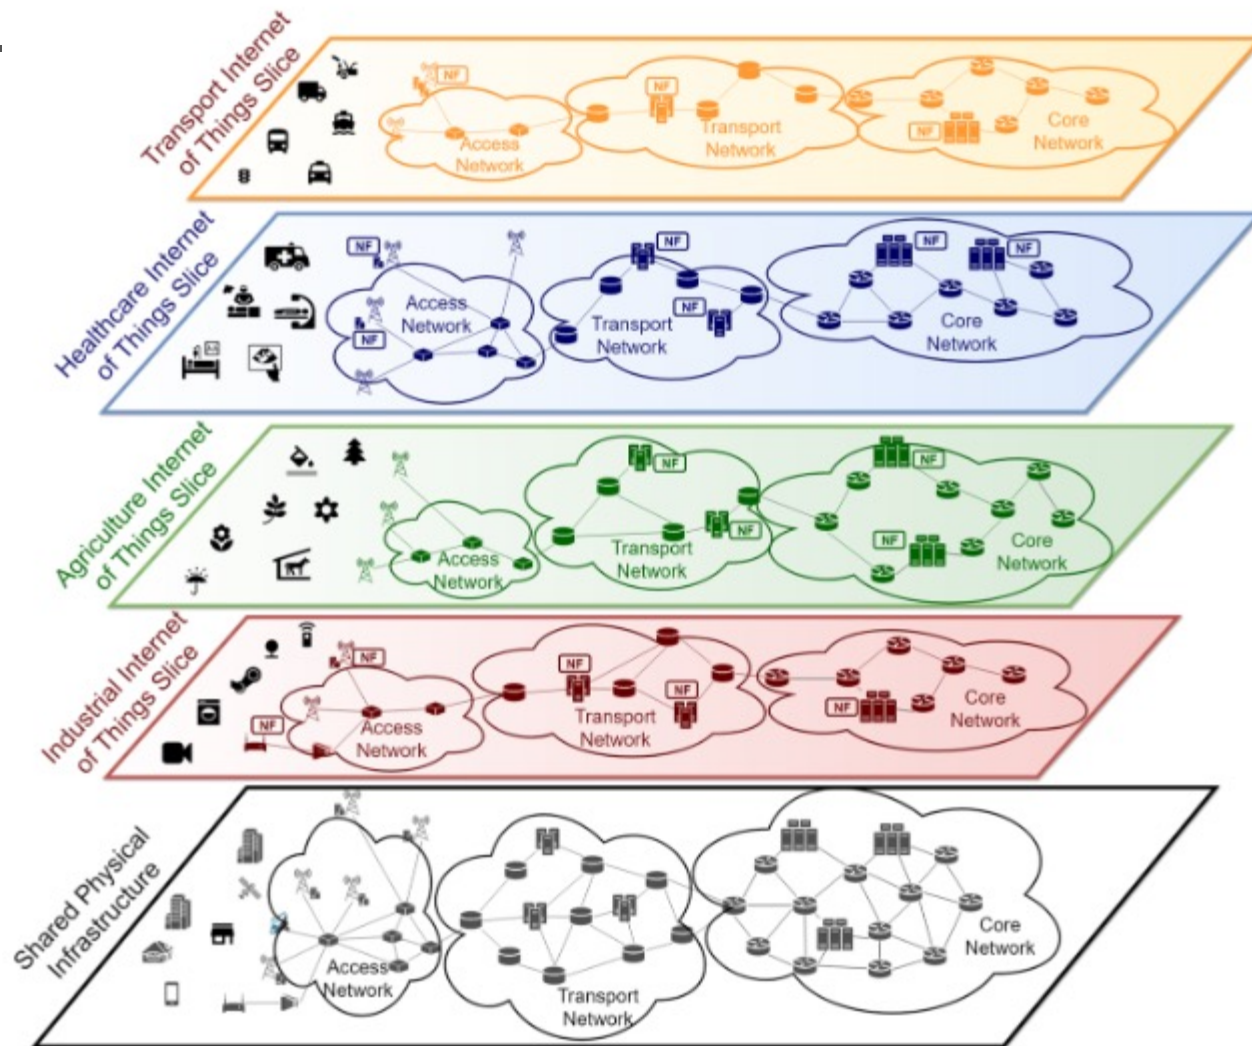 Transport Internet
of Things Slice
NF
NF
NF
Access
Network
Transport
Network
Core
Network
Healthcare Internet
of Things Slice
NF
NF
NF
NF
NF
NF
Access
Network
Transport
Network
Core
Network
Agriculture Internet
of Things Slice
NF
NF
NF
NF
Access
Network
Transport
Network
Core
Network
Industrial Internet
of Things Slice
NF
NF
NF
NF
NF
Access
Network
Transport
Network
Core
Network
Shared Physical
Infrastructure
Access
Network
Transport
Network
Core
Network